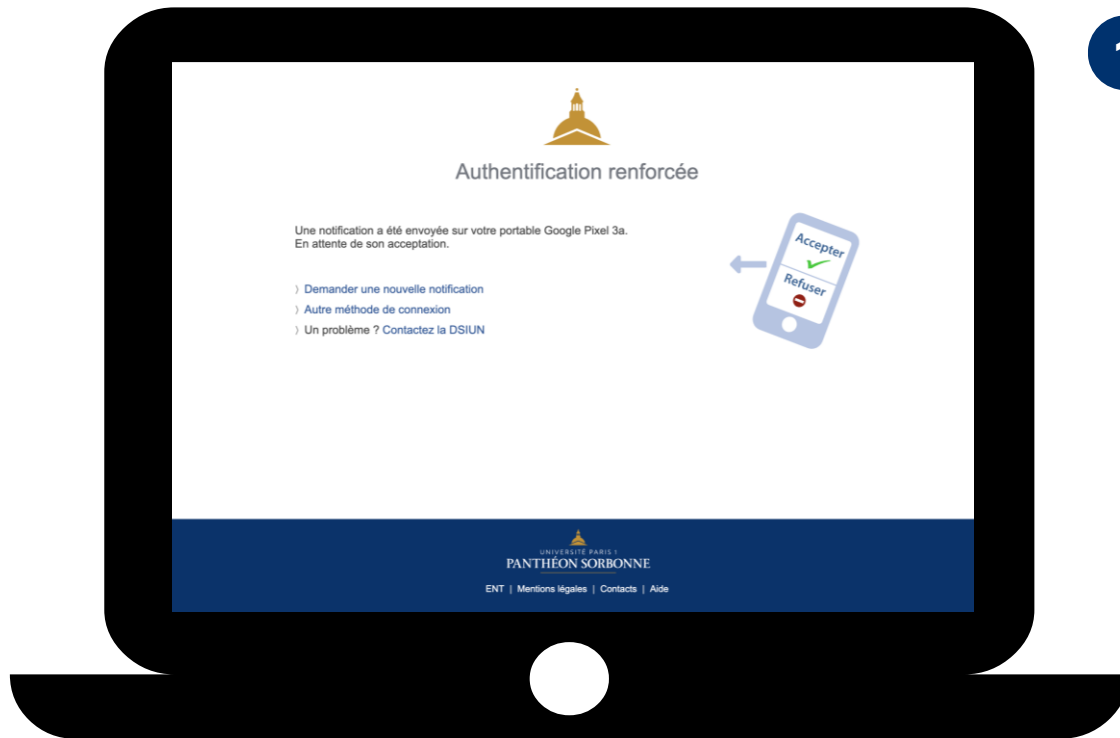 Authentification renforcée
Une notification a été envoyée sur votre portable Google Pixel 3a.
En attente de son acceptation.
Accepter
Refuser
〉 Demander une nouvelle notification
〉 Autre méthode de connexion
〉 Un problème ? Contactez la DSIUN
UNIVERSITÉ PARIS 1
PANTHÉON SORBONNE
ENT | Mentions légales | Contacts | Aide